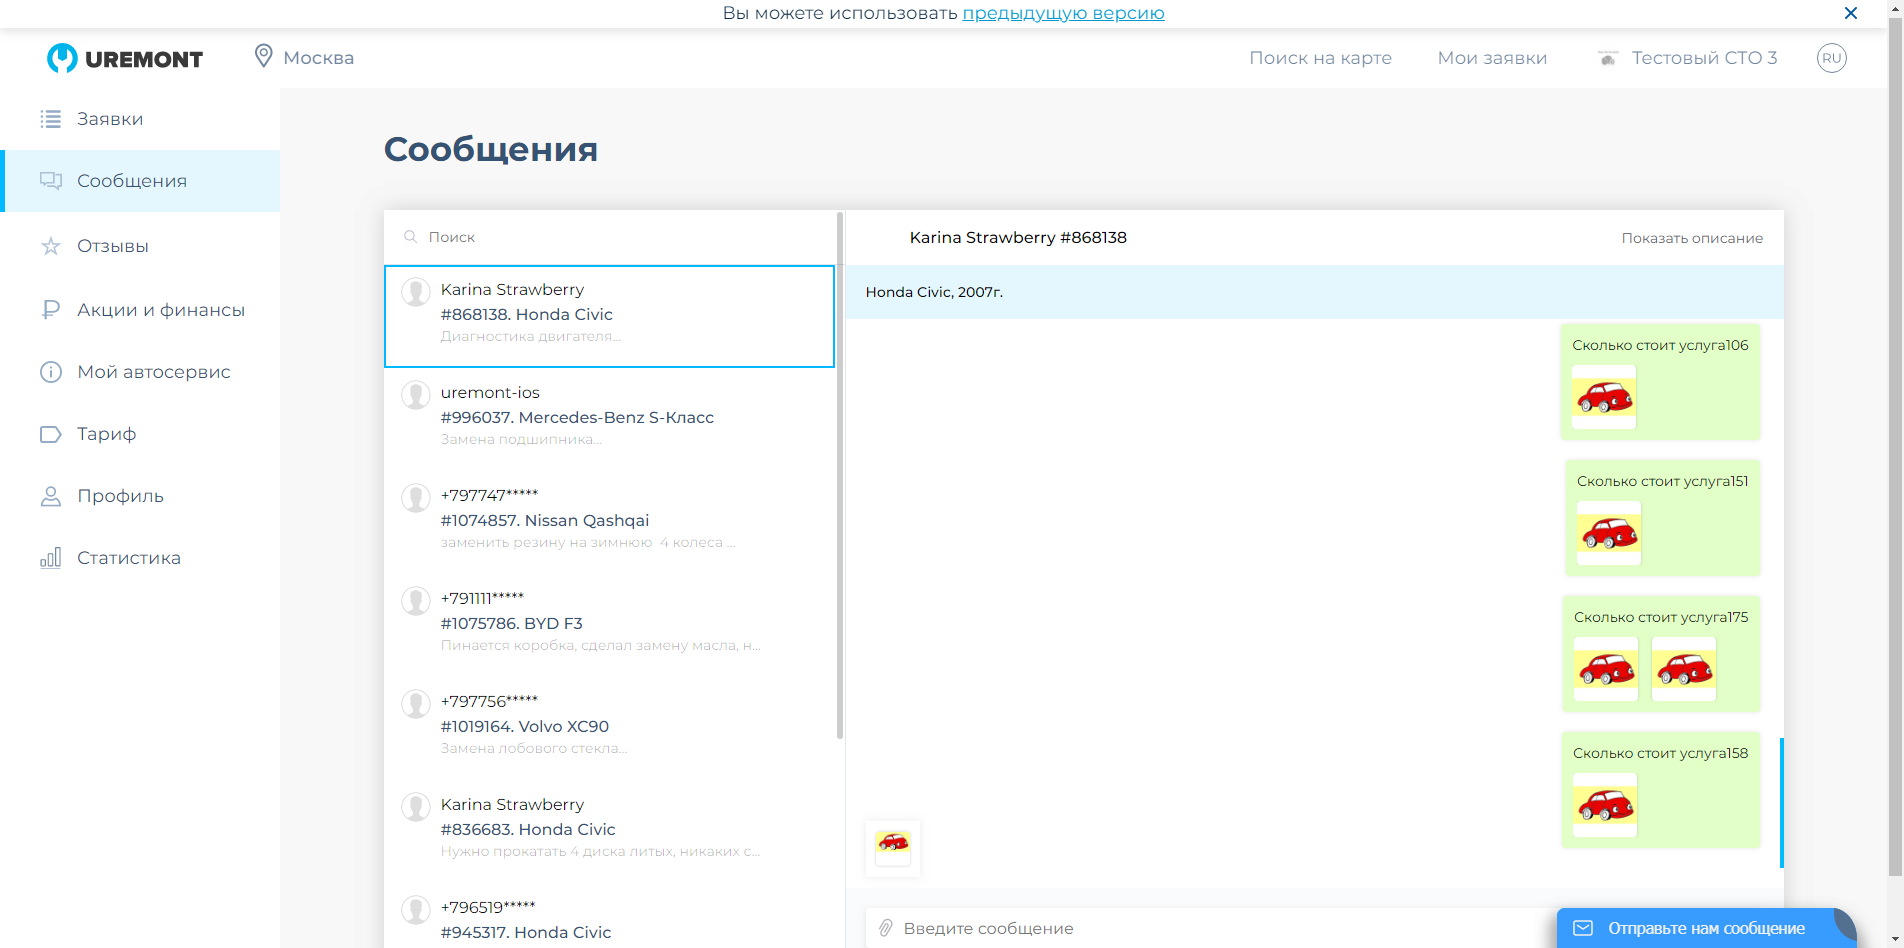 Вы можете использовать предыдущую версию
UREMONT
Москва
Поиск на карте
Мои заявки
Тестовый СТО 3
RU
Заявки
Сообщения
Отзывы
Акции и финансы
Мой автосервис
Тариф
Профиль
Статистика
Сообщения
Поиск
Karina Strawberry
#868138. Honda Civic
Диагностика двигателя...
uremont-ios
#996037. Mercedes-Benz S-Класс
Замена подшипника...
+797747*****
#1074857. Nissan Qashqai
заменить резину на зимнюю 4 колеса ...
+791111*****
#1075786. BYD F3
Пинается коробка, сделал замену масла, н...
+797756*****
#1019164. Volvo XC90
Замена лобового стекла...
Karina Strawberry
#836683. Honda Civic
Нужно прокатать 4 диска литых, никаких с...
+796519*****
#945317. Honda Civic
Karina Strawberry #868138
Показать описание
Honda Civic, 2007г.
Сколько стоит услуга106
Сколько стоит услуга151
Сколько стоит услуга175
Сколько стоит услуга158
Введите сообщение
Отправьте нам сообщение